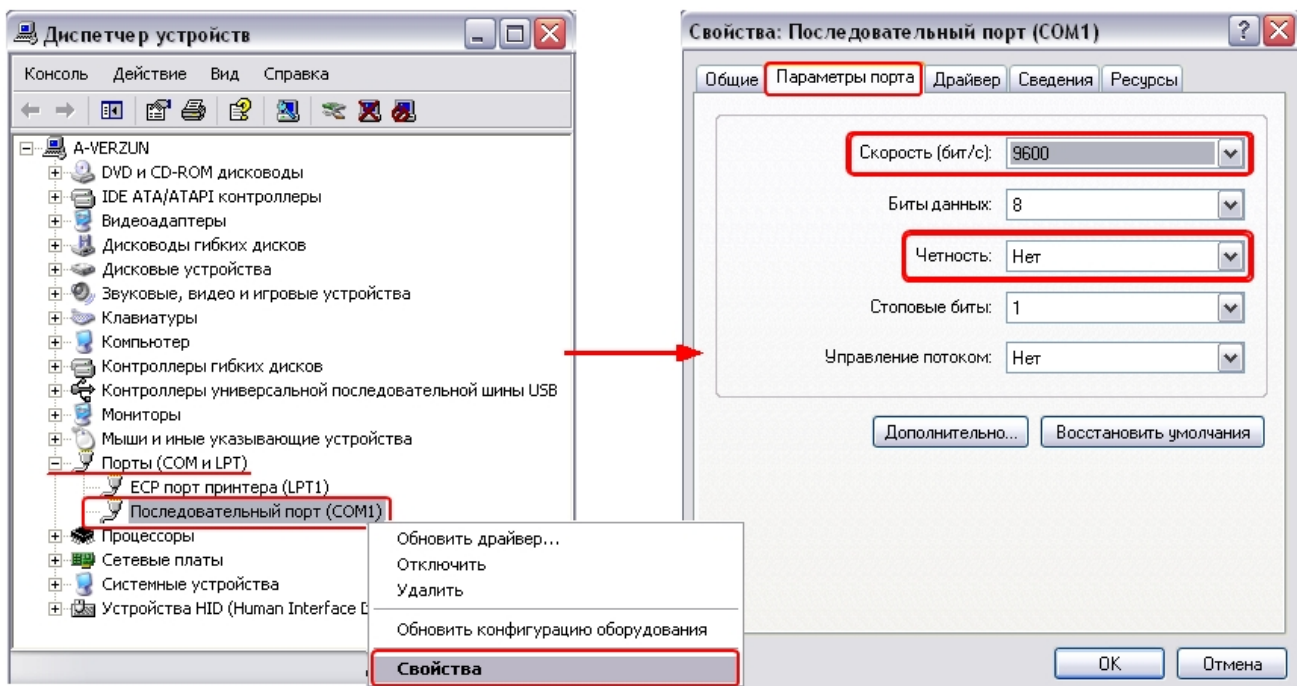 Диспетчер устройств
Консоль Действие Вид Справка
A-VERZUN
DVD и CD-ROM дисководы
IDE ATA/ATAPI контроллеры
Видеоадаптеры
Дисководы гибких дисков
Дисковые устройства
Звуковые, видео и игровые устройства
Клавиатуры
Компьютер
Контроллеры гибких дисков
Контроллеры универсальной последовательной шины USB
Мониторы
Мыши и иные указывающие устройства
Порты (COM и LPT)
ECP порт принтера (LPT1)
Последовательный порт (COM1)
Процессоры
Сетевые платы
Системные устройства
Устройства HID (Human Interface
Обновить драйвер...
Отключить
Удалить
Обновить конфигурацию оборудования
Свойства
Свойства: Последовательный порт (COM1)
Общие Параметры порта Драйвер Сведения Ресурсы
Скорость (бит/с): 9600
Биты данных: 8
Четность: Нет
Стоповые биты: 1
Управление потоком: Нет
Дополнительно... Восстановить умолчания
OK Отмена